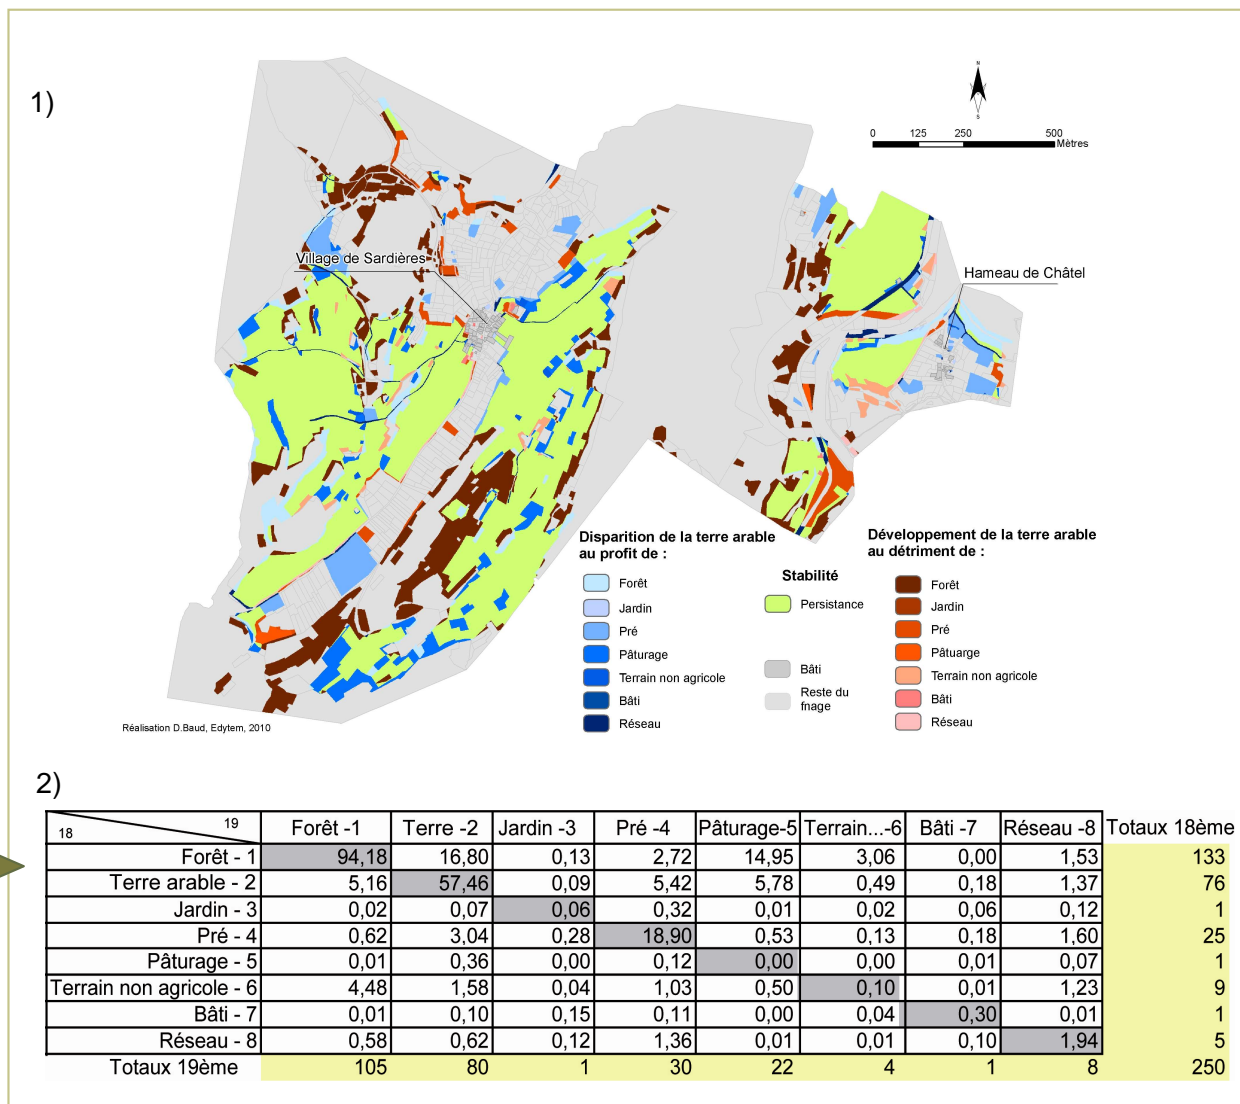 1)
N
S
0 125 250 500
Mètres
Village de Sardières
Hameau de Châtel
Disparition de la terre arable
au profit de :
Forêt
Jardin
Pré
Pâturage
Terrain non agricole
Bâti
Réseau
Stabilité
Persistance
Bâti
Reste du
fnage
Développement de la terre arable
au détriment de :
Forêt
Jardin
Pré
Pâtuarge
Terrain non agricole
Bâti
Réseau
Réalisation D.Baud, Edytem, 2010
2)
18 19 Forêt -1 Terre -2 Jardin -3 Pré -4 Pâturage-5 Terrain...-6 Bâti -7 Réseau -8 Totaux 18ème
Forêt - 1 94,18 16,80 0,13 2,72 14,95 3,06 0,00 1,53 133
Terre arable - 2 5,16 57,46 0,09 5,42 5,78 0,49 0,18 1,37 76
Jardin - 3 0,02 0,07 0,06 0,32 0,01 0,02 0,06 0,12 1
Pré - 4 0,62 3,04 0,28 18,90 0,53 0,13 0,18 1,60 25
Pâturage - 5 0,01 0,36 0,00 0,12 0,00 0,00 0,01 0,07 1
Terrain non agricole - 6 4,48 1,58 0,04 1,03 0,50 0,10 0,01 1,23 9
Bâti - 7 0,01 0,10 0,15 0,11 0,00 0,04 0,30 0,01 1
Réseau - 8 0,58 0,62 0,12 1,36 0,01 0,01 0,10 1,94 5
Totaux 19ème 105 80 1 30 22 4 1 8 250